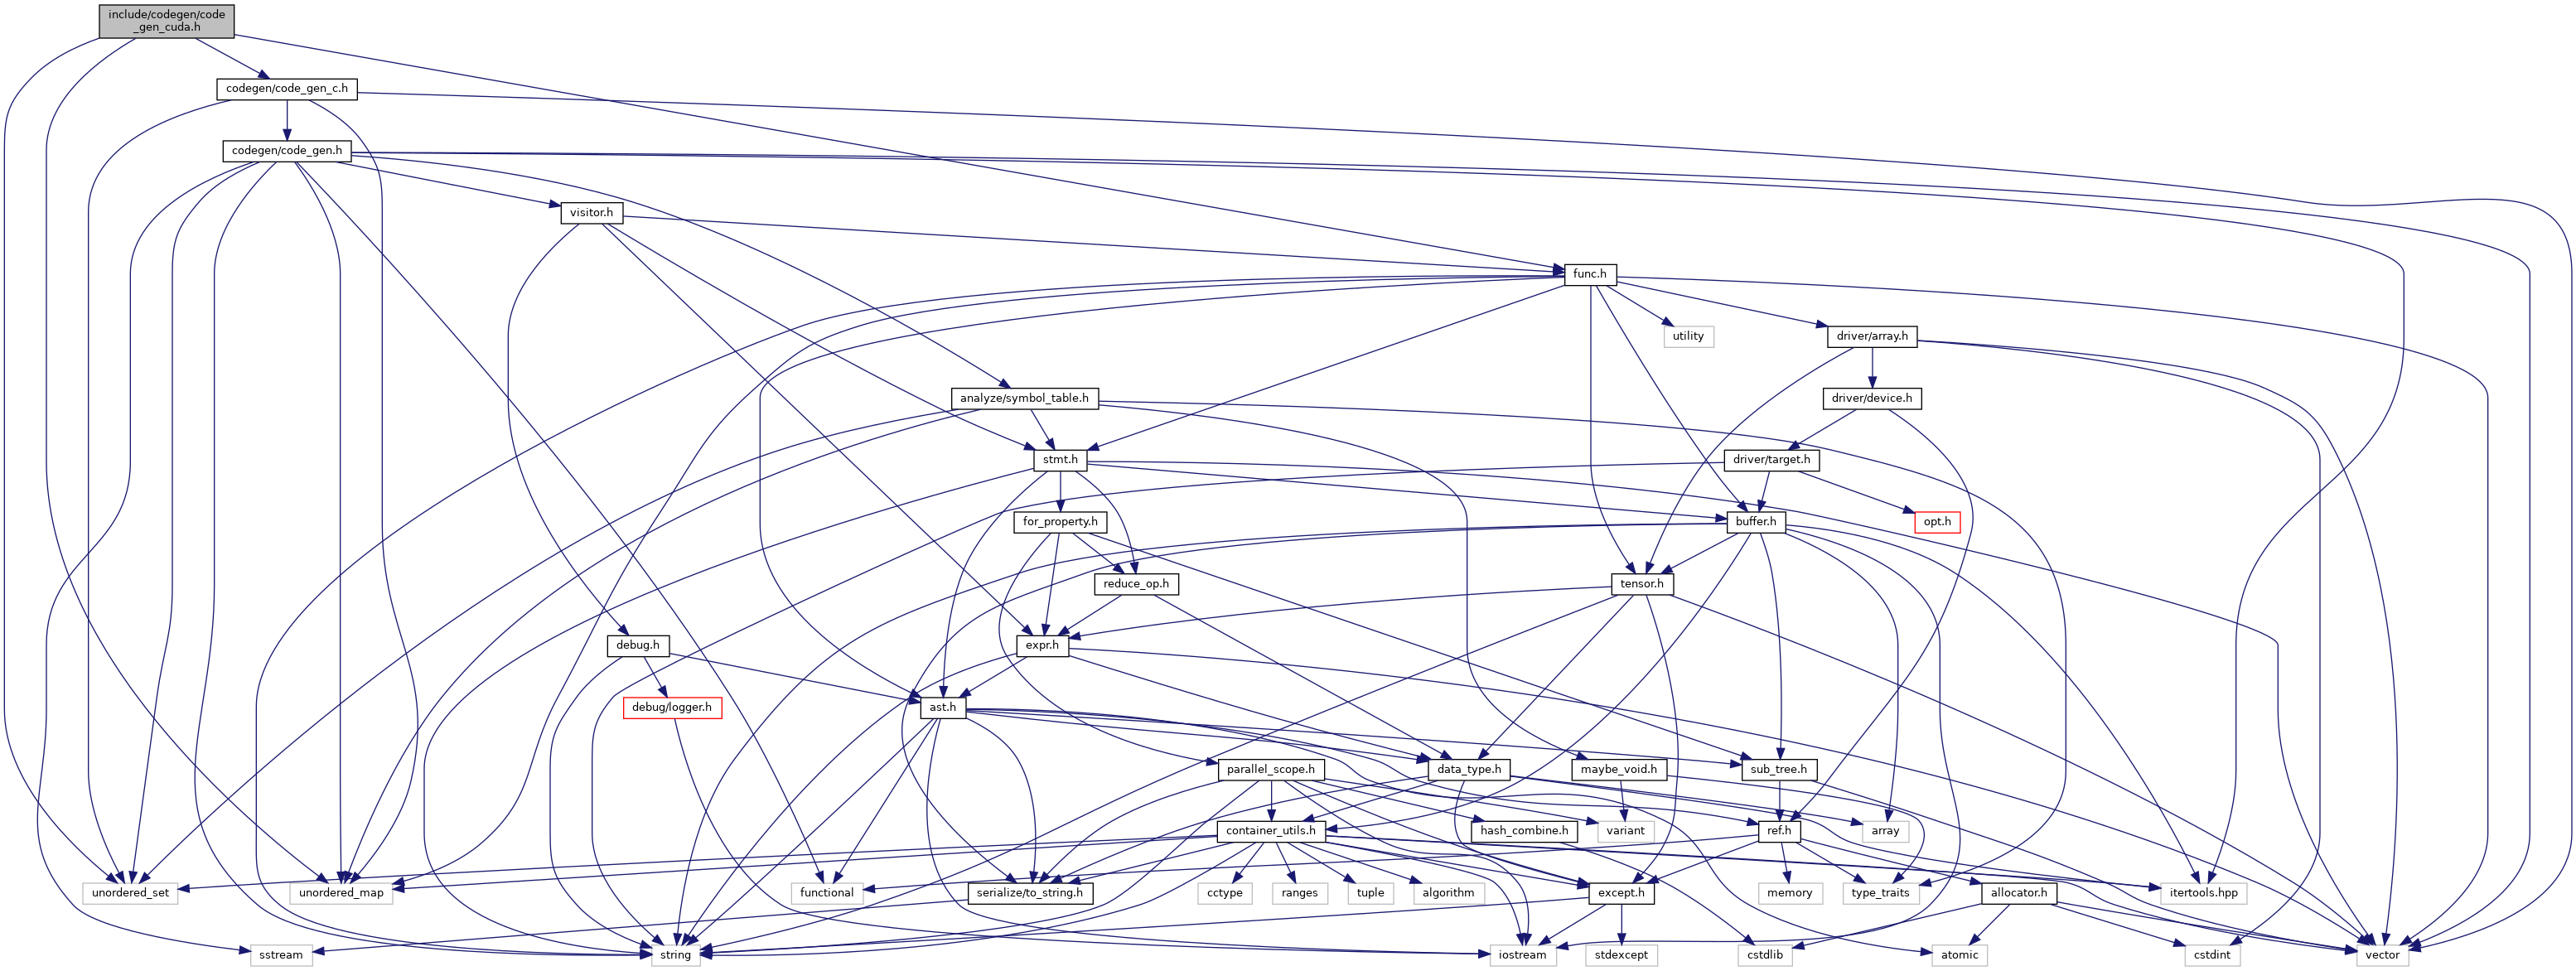 include/codegen/code
_gen_cuda.h
codegen/code_gen_c.h
codegen/code_gen.h
visitor.h
func.h
utility
driver/array.h
analyze/symbol_table.h
driver/device.h
stmt.h
driver/target.h
for_property.h
buffer.h
opt.h
reduce_op.h
tensor.h
debug.h
expr.h
debug/logger.h
ast.h
parallel_scope.h
data_type.h
maybe_void.h
sub_tree.h
container_utils.h
hash_combine.h
variant
ref.h
array
unordered_set
unordered_map
functional
serialize/to_string.h
cctype
ranges
tuple
algorithm
except.h
memory
type_traits
allocator.h
itertools.hpp
sstream
string
iostream
stdexcept
cstdlib
atomic
cstdint
vector